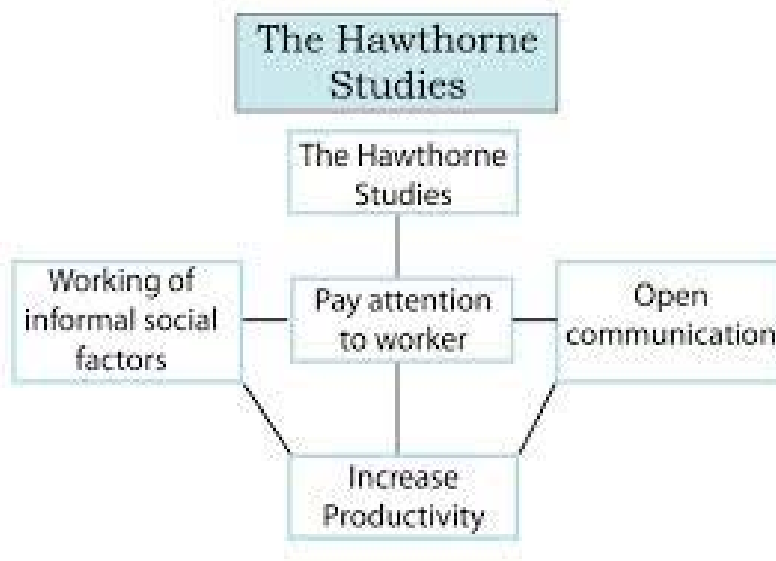 The Hawthorne
Studies
The Hawthorne
Studies
Working of
informal social
factors
Pay attention
to worker
Open
communication
Increase
Productivity